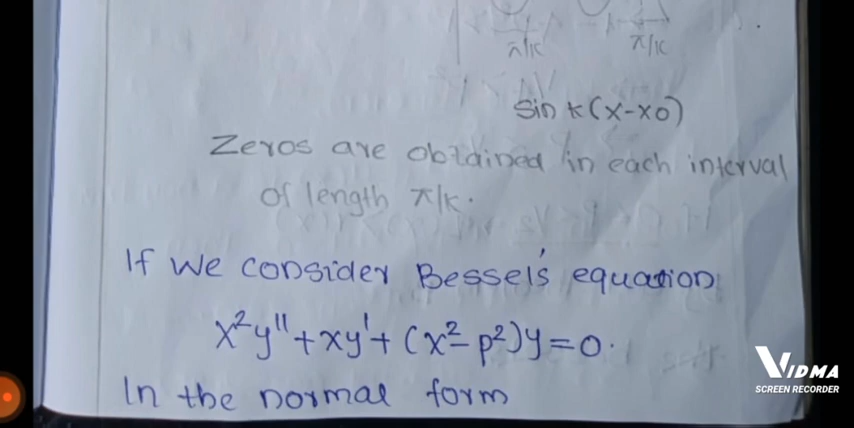 π/K
π/K
sin k(x-x0)
Zeros are obtained in each interval
of length π/k.
If we consider Bessel's equation
x²y"+xy'+ (x²-p²)y=0.
In the normal form
VIDMA
SCREEN RECORDER